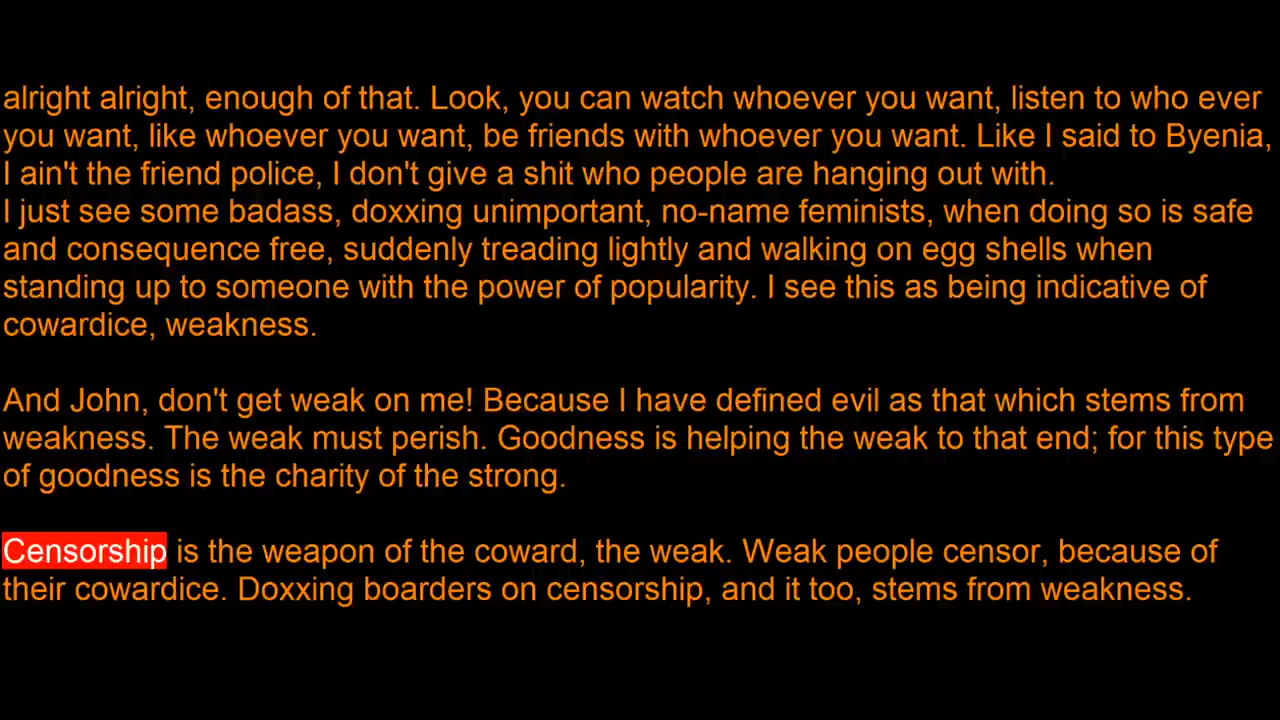 alright alright, enough of that. Look, you can watch whoever you want, listen to who ever
you want, like whoever you want, be friends with whoever you want. Like I said to Byenia,
I ain't the friend police, I don't give a shit who people are hanging out with.
I just see some badass, doxxing unimportant, no-name feminists, when doing so is safe
and consequence free, suddenly treading lightly and walking on egg shells when
standing up to someone with the power of popularity. I see this as being indicative of
cowardice, weakness.
And John, don't get weak on me! Because I have defined evil as that which stems from
weakness. The weak must perish. Goodness is helping the weak to that end; for this type
of goodness is the charity of the strong.
Censorship is the weapon of the coward, the weak. Weak people censor, because of
their cowardice. Doxxing boarders on censorship, and it too, stems from weakness.